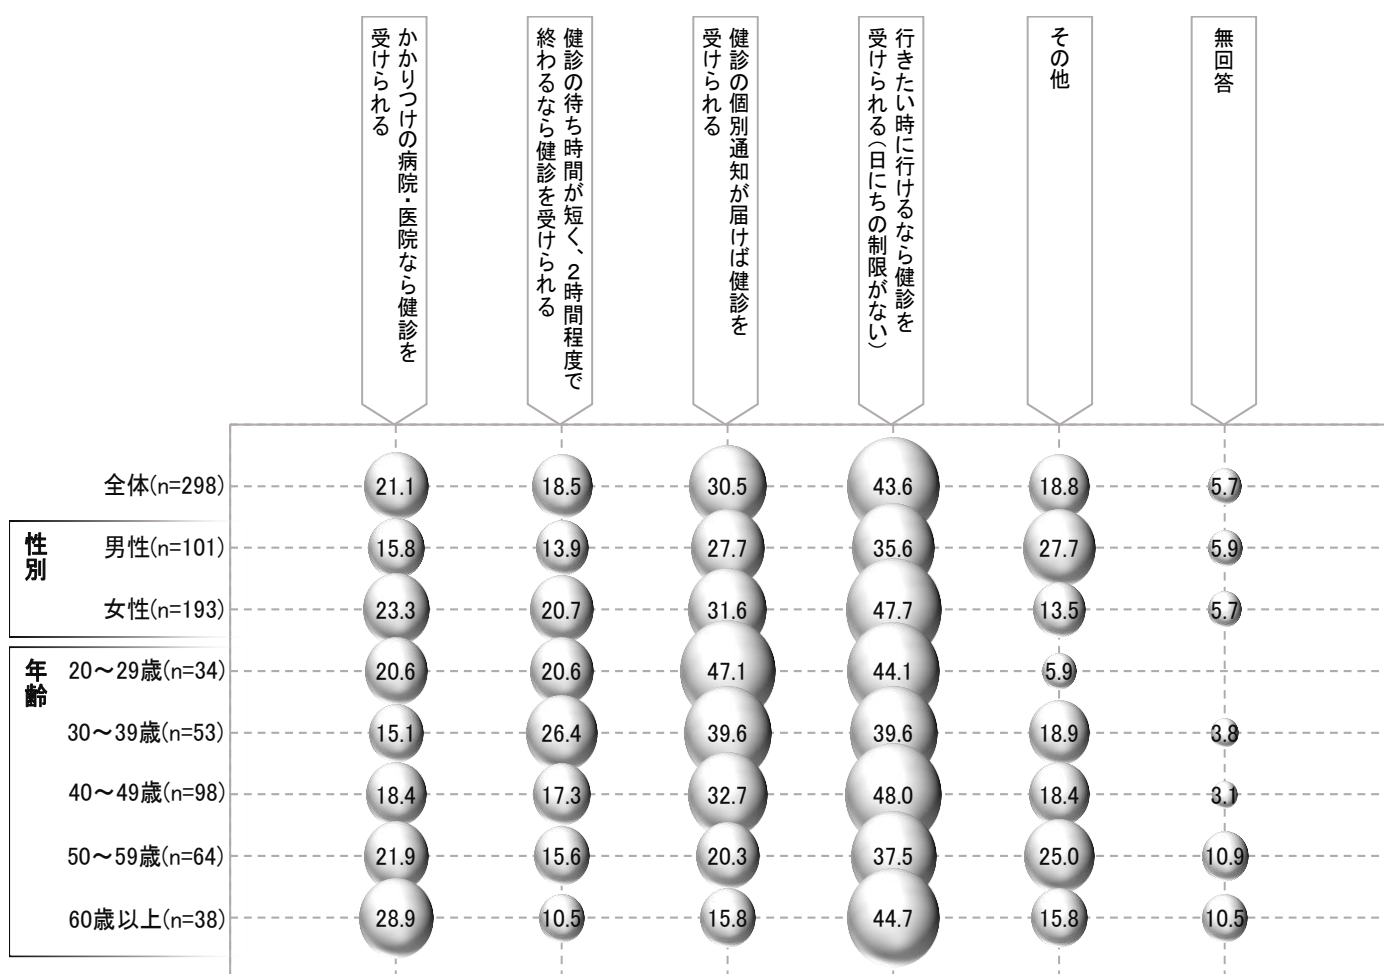 かかりつけの病院・医院なら健診を
受けられる
健診の待ち時間が短く、2時間程度で
終わるなら健診を受けられる
健診の個別通知が届けば健診を
受けられる
行きたい時に行けるなら健診を
受けられる（日にちの制限がない）
その他
無回答
全体(n=298) 21.1 18.5 30.5 43.6 18.8 5.7
性別
男性(n=101) 15.8 13.9 27.7 35.6 27.7 5.9
女性(n=193) 23.3 20.7 31.6 47.7 13.5 5.7
年齢
20～29歳(n=34) 20.6 20.6 47.1 44.1 5.9
30～39歳(n=53) 15.1 26.4 39.6 39.6 18.9 3.8
40～49歳(n=98) 18.4 17.3 32.7 48.0 18.4 3.1
50～59歳(n=64) 21.9 15.6 20.3 37.5 25.0 10.9
60歳以上(n=38) 28.9 10.5 15.8 44.7 15.8 10.5